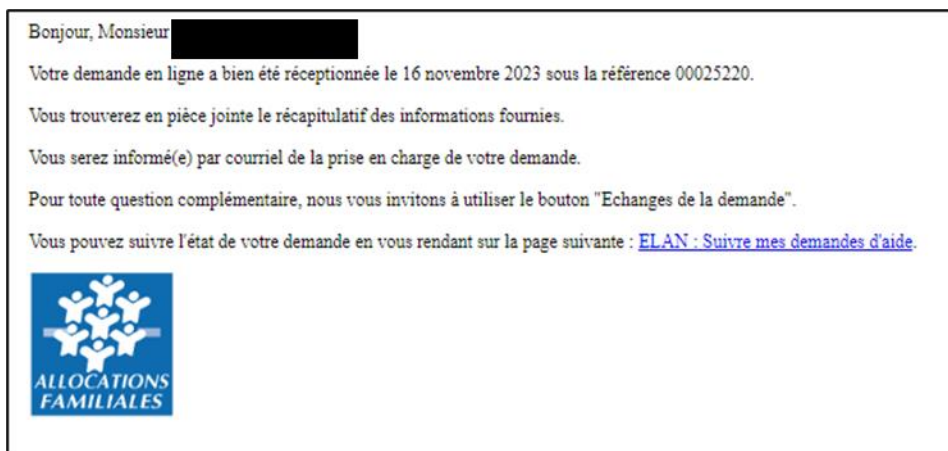 Bonjour, Monsieur
Votre demande en ligne a bien été réceptionnée le 16 novembre 2023 sous la référence 00025220.
Vous trouverez en pièce jointe le récapitulatif des informations fournies.
Vous serez informé(e) par courriel de la prise en charge de votre demande.
Pour toute question complémentaire, nous vous invitons à utiliser le bouton "Echanges de la demande".
Vous pouvez suivre l'état de votre demande en vous rendant sur la page suivante : ELAN : Suivre mes demandes d'aide.
ALLOCATIONS
FAMILIALES